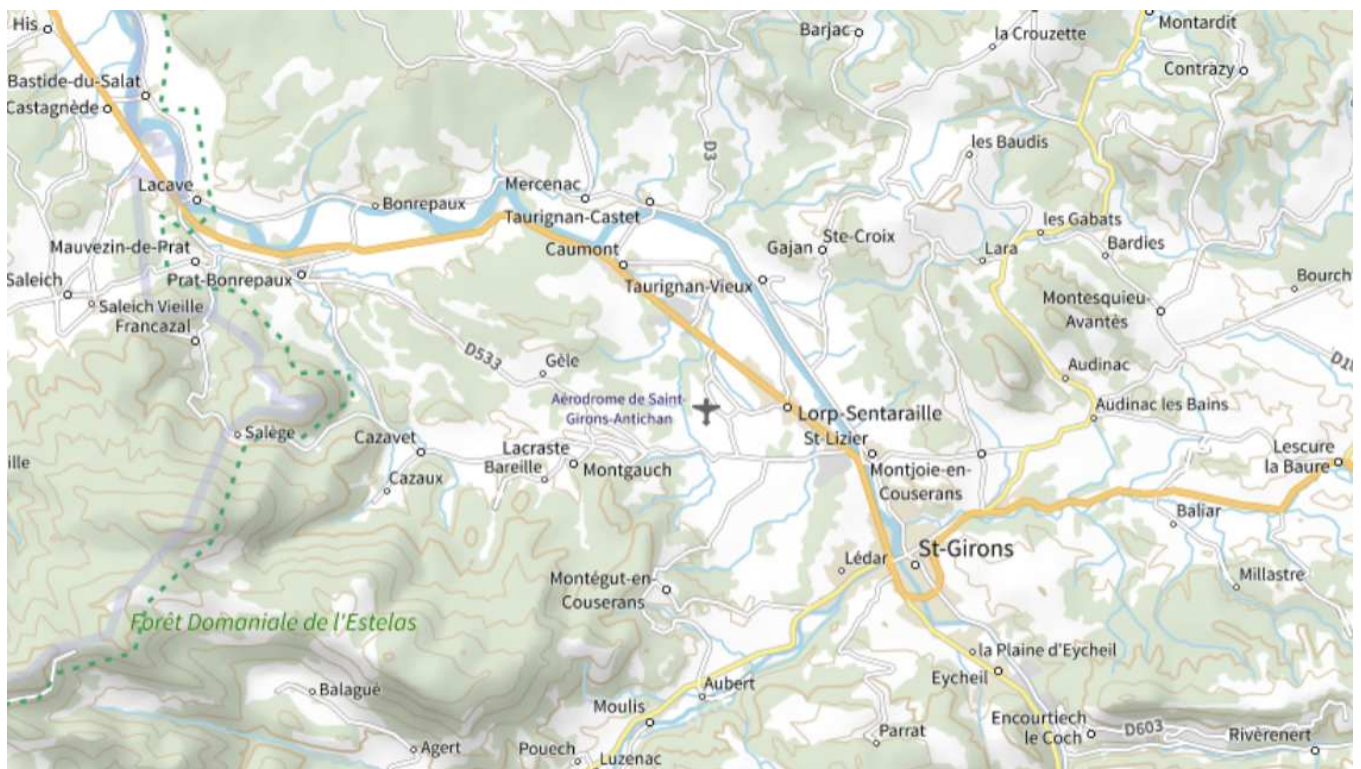 His
Barjac
la Crouzette
Montardit
Contrazy
Bastide-du-Salat
Castagnède
D3
les Baudis
Lacave
Bonrepaux
Mercenac
Taurignan-Castet
les Gabats
Mauvezin-de-Prat
Caumont
Gajan
Ste-Croix
Lara
Bardies
Saleich
Prat-Bonrepaux
Taurignan-Vieux
Bourch
Saleich Vieille
Francazal
Montesquieu-
Avantès
D533
Gèle
Audinac
D18
Aérodrome de Saint-
Girons-Antichan
Lorp-Sentaraille
Audinac les Bains
Salège
Cazavet
Lacraste
St-Lizier
Lescure
ille
Bareille
Montgauch
Montjoie-en-
Couserans
la Baure
Cazaux
Baliar
Lédar
St-Girons
Montégut-en-
Couserans
Millastre
Forêt Domaniale de l'Estelas
la Plaine d'Eycheil
Eycheil
Balagué
Aubert
Moulis
Encourtiech
le Coch
D603
Parrat
Rivèrenert
Agert
Pouech
Luzenac